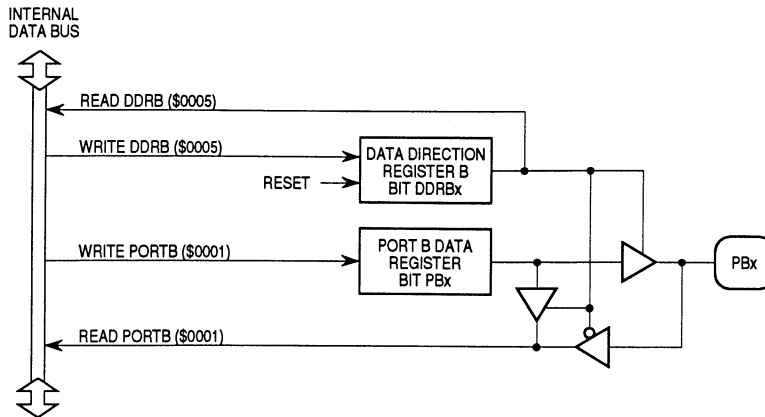 INTERNAL
DATA BUS
READ DDRB ($0005)
WRITE DDRB ($0005)
RESET
DATA DIRECTION
REGISTER B
BIT DDRBx
WRITE PORTB ($0001)
PORT B DATA
REGISTER
BIT PBx
PBx
READ PORTB ($0001)